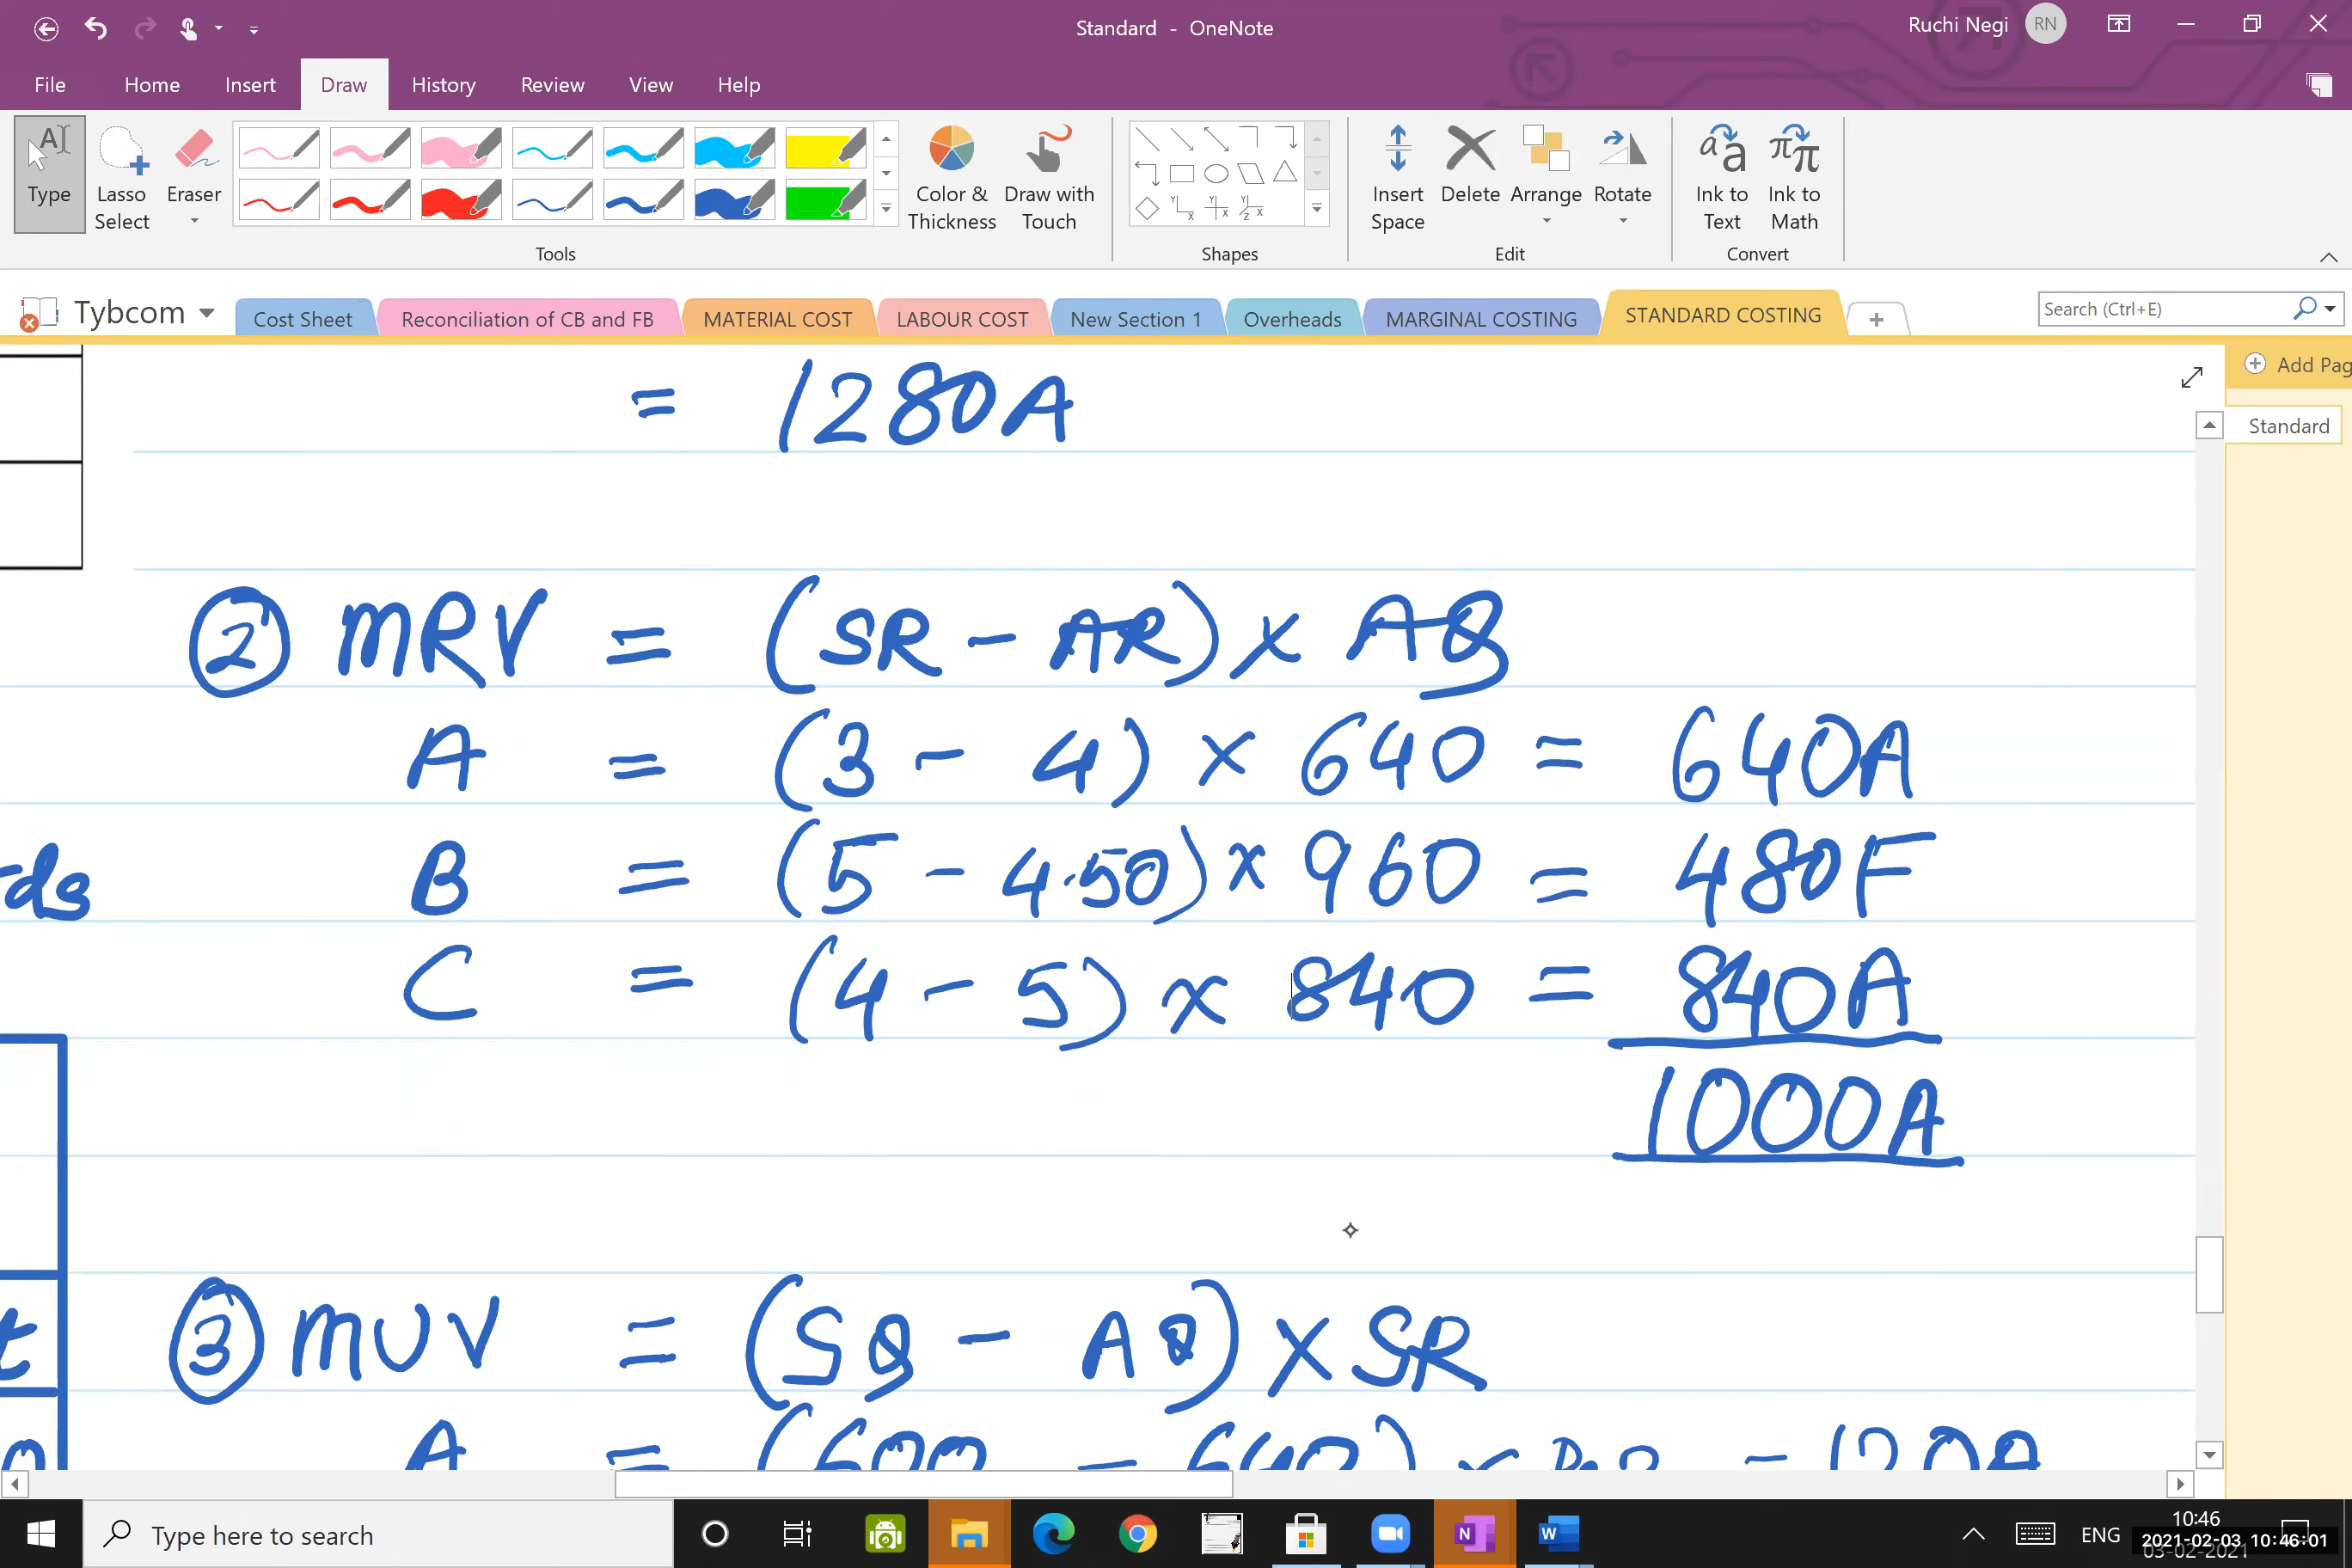 Standard - OneNote
Ruchi Negi RN
File Home Insert Draw History Review View Help
Type
Lasso Select
Eraser
Color & Thickness
Draw with Touch
Insert Space
Delete
Arrange
Rotate
Ink to Text
Ink to Math
Tools
Shapes
Edit
Convert
Tybcom
Cost Sheet
Reconciliation of CB and FB
MATERIAL COST
LABOUR COST
New Section 1
Overheads
MARGINAL COSTING
STANDARD COSTING
Search (Ctrl+E)
Add Pag
Standard
= 1280A
② MRV = (SR - AR) × AQ
A = (3 - 4) × 640 = 640A
B = (5 - 4.50) × 960 = 480F
C = (4 - 5) × 840 = 840A
1000A
③ MUV = (SQ - AQ) × SR
A = (600 - 640) ×
Type here to search
ENG
10:46
03-02-2021
2021-02-03 10:46:01